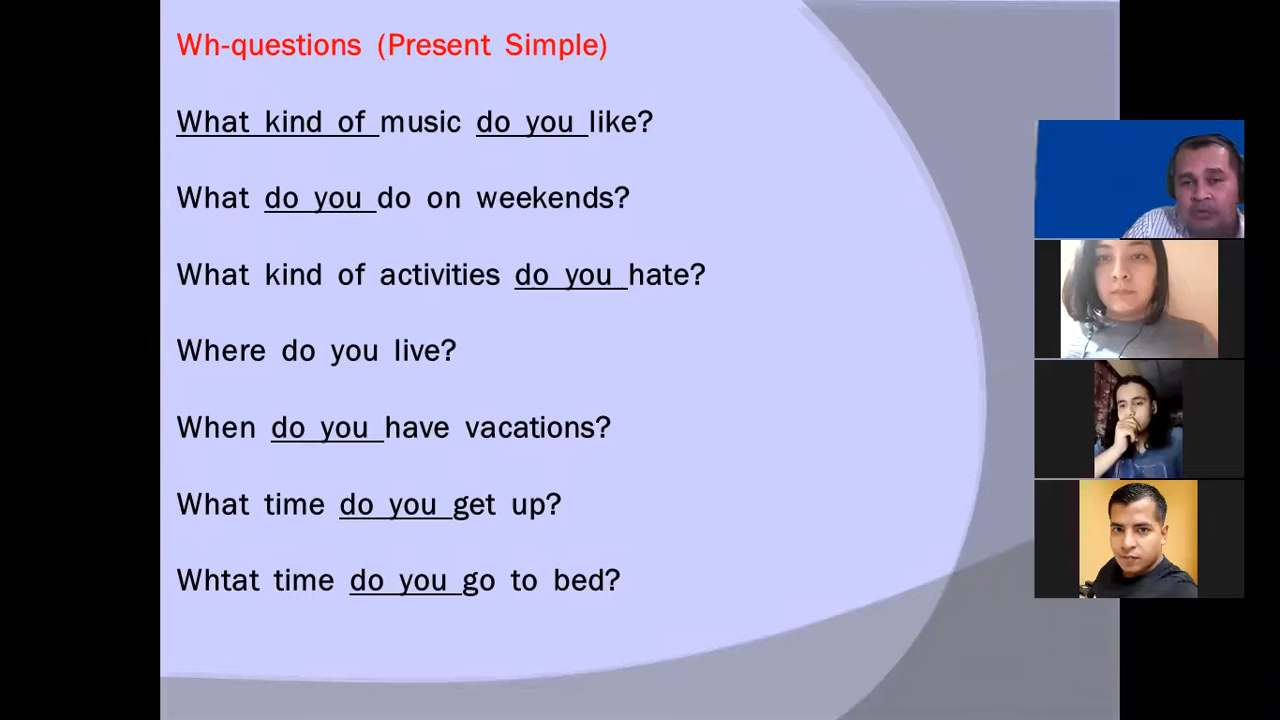 Wh-questions (Present Simple)
What kind of music do you like?
What do you do on weekends?
What kind of activities do you hate?
Where do you live?
When do you have vacations?
What time do you get up?
Whtat time do you go to bed?